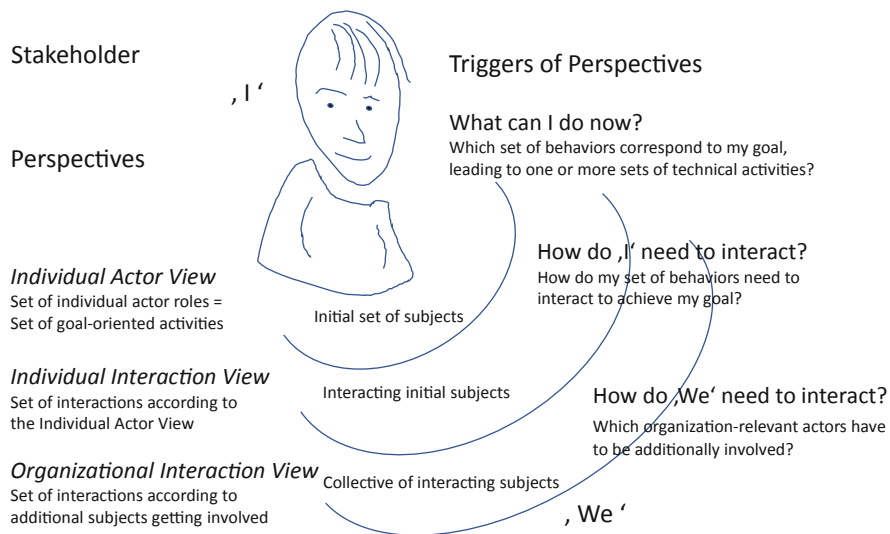 Stakeholder
‚ I ‘
Perspectives
Triggers of Perspectives
What can I do now?
Which set of behaviors correspond to my goal,
leading to one or more sets of technical activities?
How do ‚I‘ need to interact?
How do my set of behaviors need to
interact to achieve my goal?
Individual Actor View
Set of individual actor roles =
Set of goal-oriented activities
Initial set of subjects
Individual Interaction View
Set of interactions according to
the Individual Actor View
Interacting initial subjects
How do ‚We‘ need to interact?
Which organization-relevant actors have
to be additionally involved?
Organizational Interaction View
Set of interactions according to
additional subjects getting involved
Collective of interacting subjects
‚ We ‘